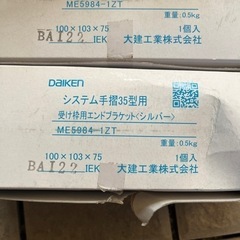 ME5984-1ZT
質量:0.5kg
100×103×75
1個入
BA122
IEK
大建工業株式会社
DAIKEN
システム手摺35型用
受け枠用エンドブラケット〈シルバー〉
ME5984-1ZT
質量:0.5kg
100×103×75
1個入
BA122
IEK
大建工業株式会社